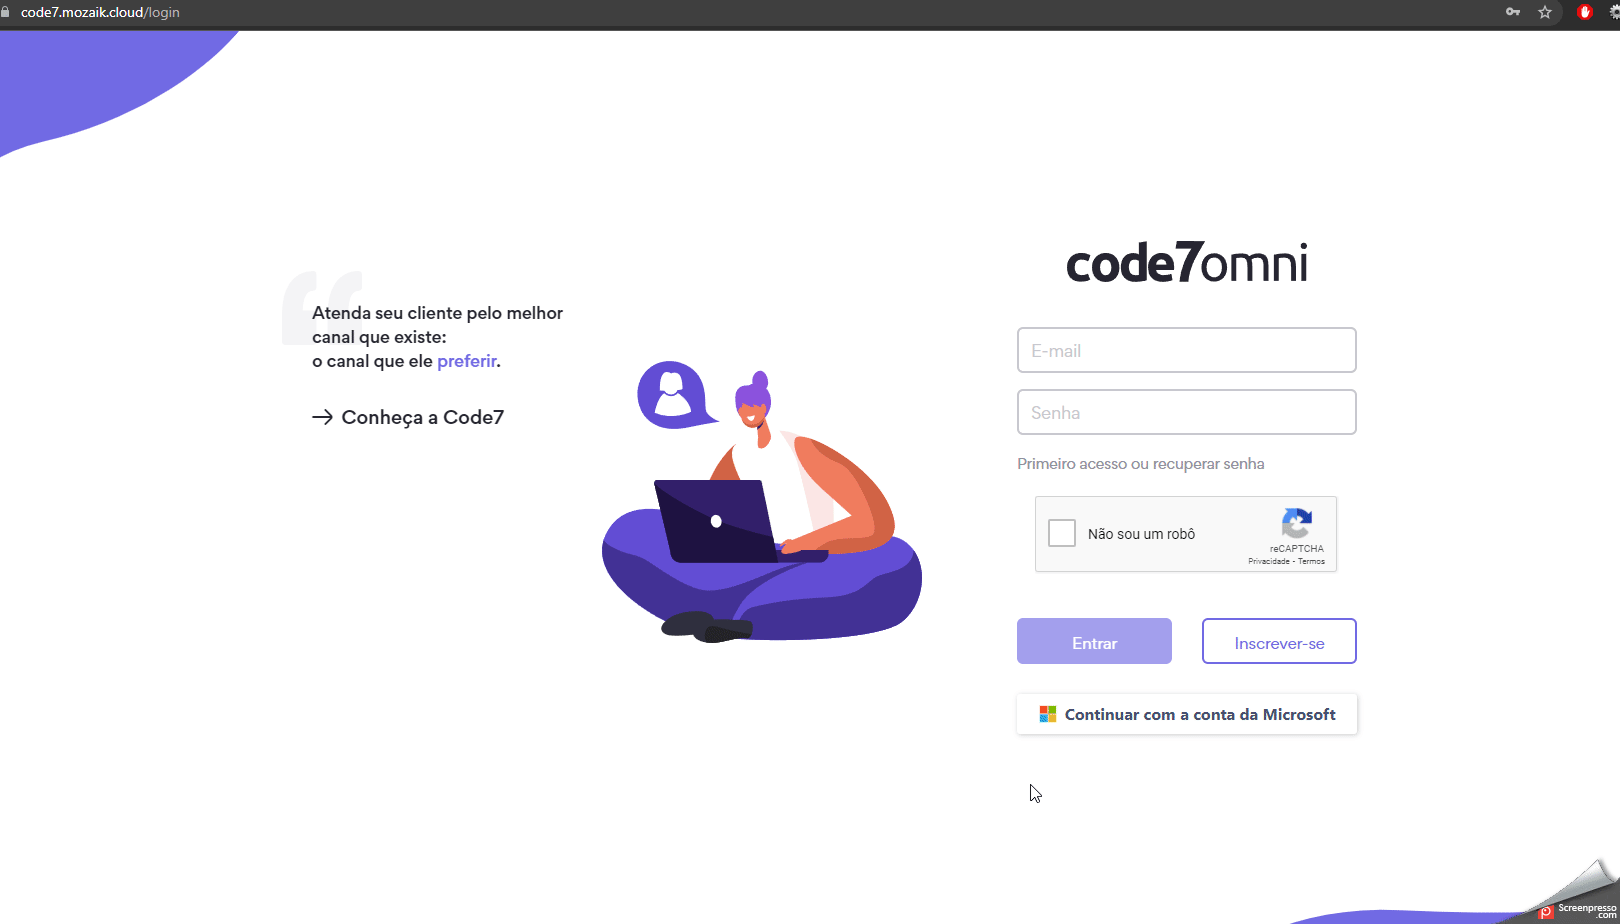 code7.mozaik.cloud/login
code7omni
Atenda seu cliente pelo melhor
canal que existe:
o canal que ele preferir.
Conheça a Code7
E-mail
Senha
Primeiro acesso ou recuperar senha
Não sou um robô
reCAPTCHA
Privacidade - Termos
Entrar
Inscrever-se
Continuar com a conta da Microsoft
Screenpresso
.com